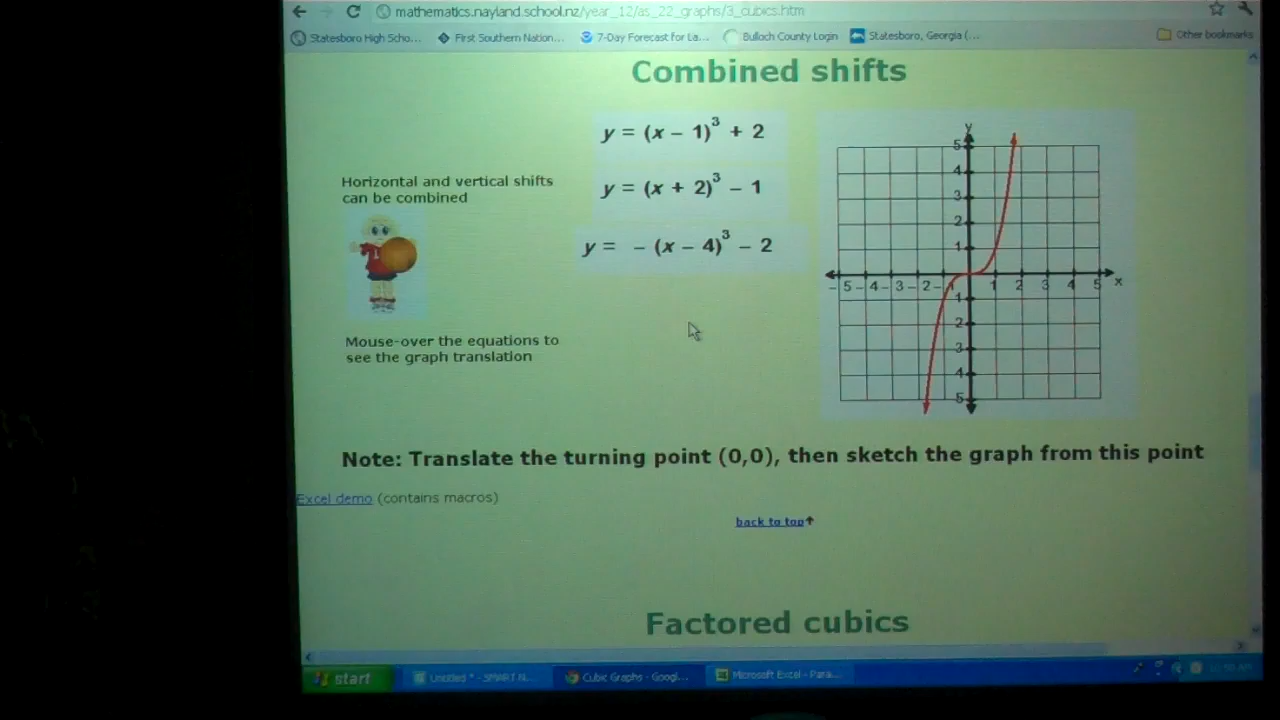 mathematics.nayland.school.nz/year_12/as_22_graphs/3_cubics.htm
Statesboro High Scho... First Southern Nation... 7-Day Forecast for La... Bulloch County Login Statesboro, Georgia (... Other bookmarks
Combined shifts
y = (x − 1)³ + 2
Horizontal and vertical shifts
can be combined
y = (x + 2)³ − 1
y = − (x − 4)³ − 2
Mouse-over the equations to
see the graph translation
y
5
4
3
2
1
− 5 − 4 − 3 − 2 − 1 1 2 3 4 5 x
1
2
3
4
5
Note: Translate the turning point (0,0), then sketch the graph from this point
Excel demo (contains macros)
back to top
Factored cubics
start Untitled * - SMART N... Cubic Graphs - Googl... Microsoft Excel - Para...